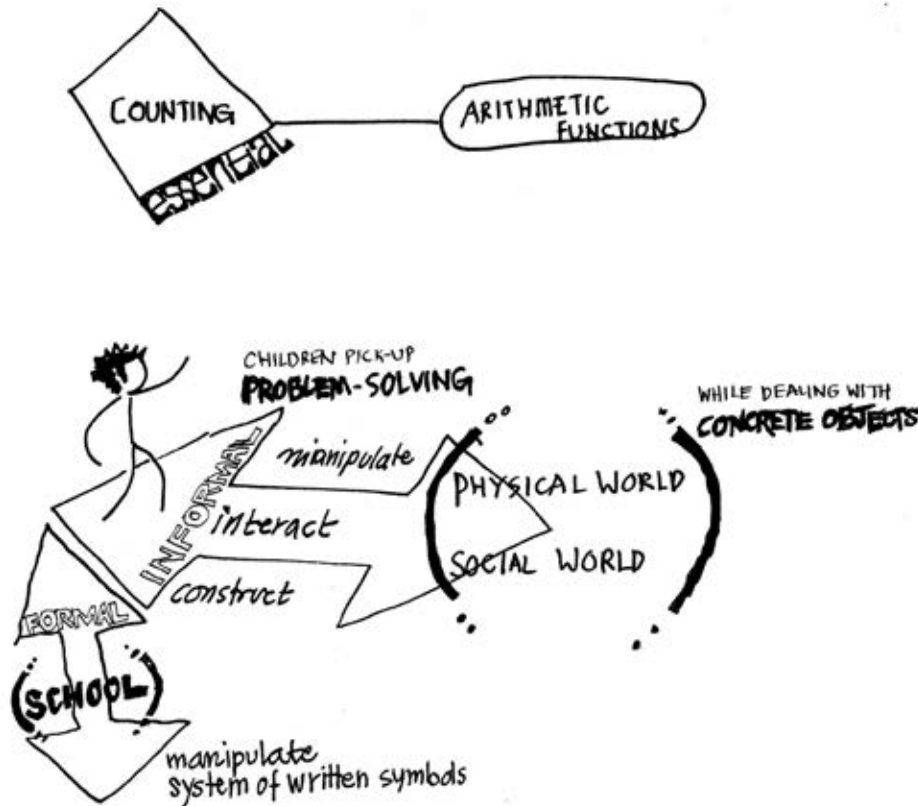 COUNTING
essential
ARITHMETIC
FUNCTIONS
CHILDREN PICK-UP
PROBLEM-SOLVING
WHILE DEALING WITH
CONCRETE OBJECTS
INFORMAL
manipulate
interact
construct
PHYSICAL WORLD
SOCIAL WORLD
FORMAL
SCHOOL
manipulate
system of written symbols